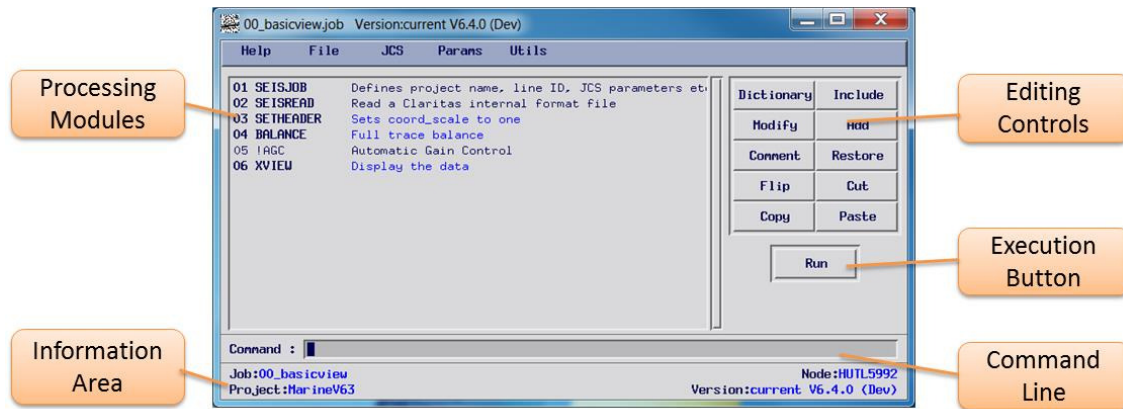 00_basicview.job Version:current V6.4.0 (Dev)
Help File JCS Params Utils
Processing Modules
01 SEISJOB Defines project name, line ID, JCS parameters etc
02 SEISREAD Read a Claritas internal format file
03 SETHEADER Sets coord_scale to one
04 BALANCE Full trace balance
05 !AGC Automatic Gain Control
06 XVIEW Display the data
Dictionary Include
Modify Add
Comment Restore
Flip Cut
Copy Paste
Run
Editing Controls
Execution Button
Information Area
Command :
Job:00_basicview Node:HUTL5992
Project:MarineV63 Version:current V6.4.0 (Dev)
Command Line